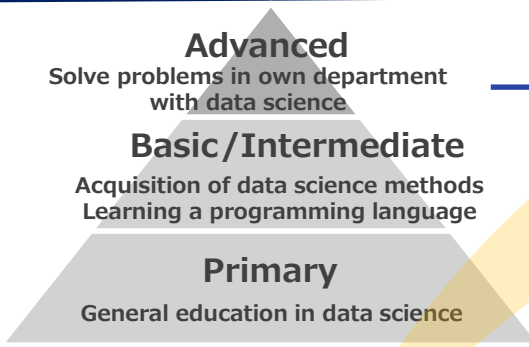 Advanced
Solve problems in own department
with data science
Basic/Intermediate
Acquisition of data science methods
Learning a programming language
Primary
General education in data science